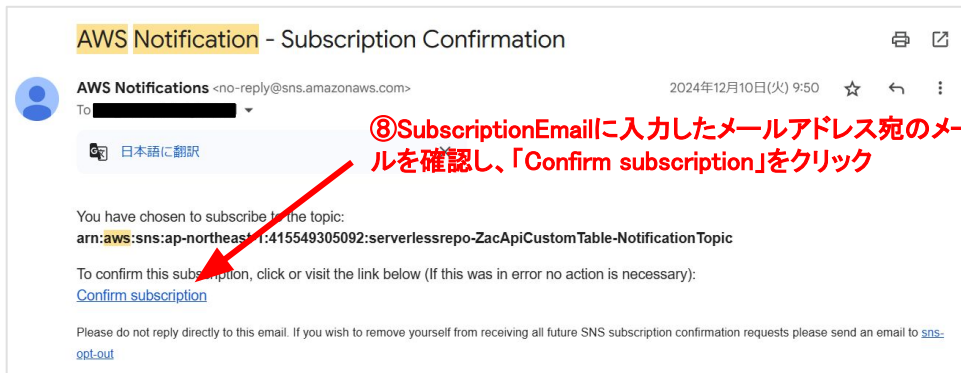 AWS Notification - Subscription Confirmation
AWS Notifications <no-reply@sns.amazonaws.com>
2024年12月10日(火) 9:50
To
⑧SubscriptionEmailに入力したメールアドレス宛のメー
ルを確認し、「Confirm subscription」をクリック
日本語に翻訳
You have chosen to subscribe to the topic:
arn:aws:sns:ap-northeast-1:415549305092:serverlessrepo-ZacApiCustomTable-NotificationTopic
To confirm this subscription, click or visit the link below (If this was in error no action is necessary):
Confirm subscription
Please do not reply directly to this email. If you wish to remove yourself from receiving all future SNS subscription confirmation requests please send an email to sns-
opt-out